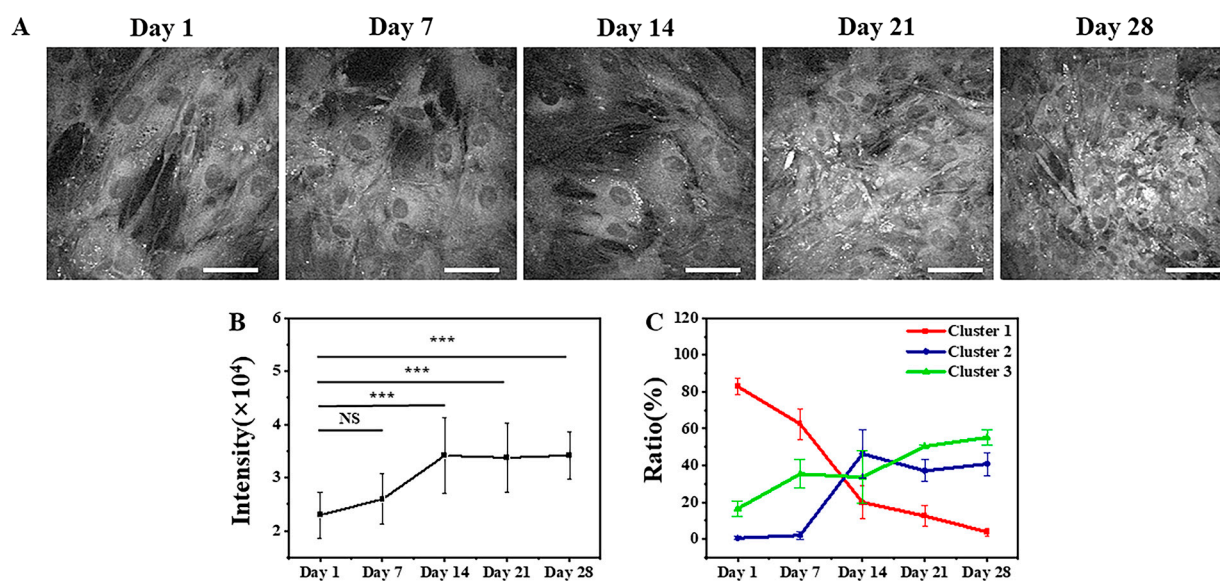 A
Day 1
Day 7
Day 14
Day 21
Day 28
B
Intensity(×10⁴)
6
5
4
3
2
***
***
***
NS
Day 1
Day 7
Day 14
Day 21
Day 28
C
Ratio(%)
120
100
80
60
40
20
0
Cluster 1
Cluster 2
Cluster 3
Day 1
Day 7
Day 14
Day 21
Day 28